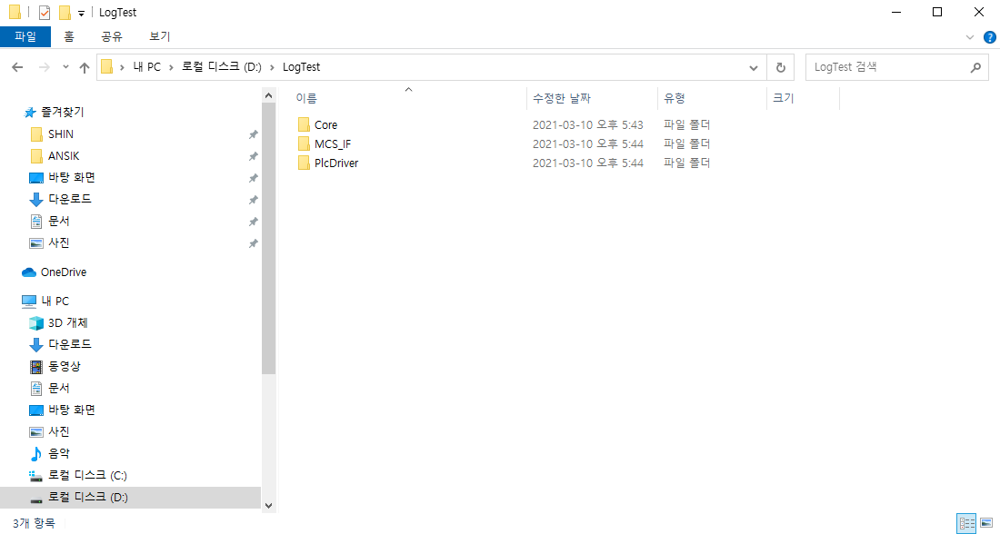 LogTest
파일 홈 공유 보기
내 PC 로컬 디스크 (D:) LogTest
LogTest 검색
즐겨찾기
SHIN
ANSIK
바탕 화면
다운로드
문서
사진
OneDrive
내 PC
3D 개체
다운로드
동영상
문서
바탕 화면
사진
음악
로컬 디스크 (C:)
로컬 디스크 (D:)
이름 수정한 날짜 유형 크기
Core 2021-03-10 오후 5:43 파일 폴더
MCS_IF 2021-03-10 오후 5:44 파일 폴더
PlcDriver 2021-03-10 오후 5:44 파일 폴더
3개 항목